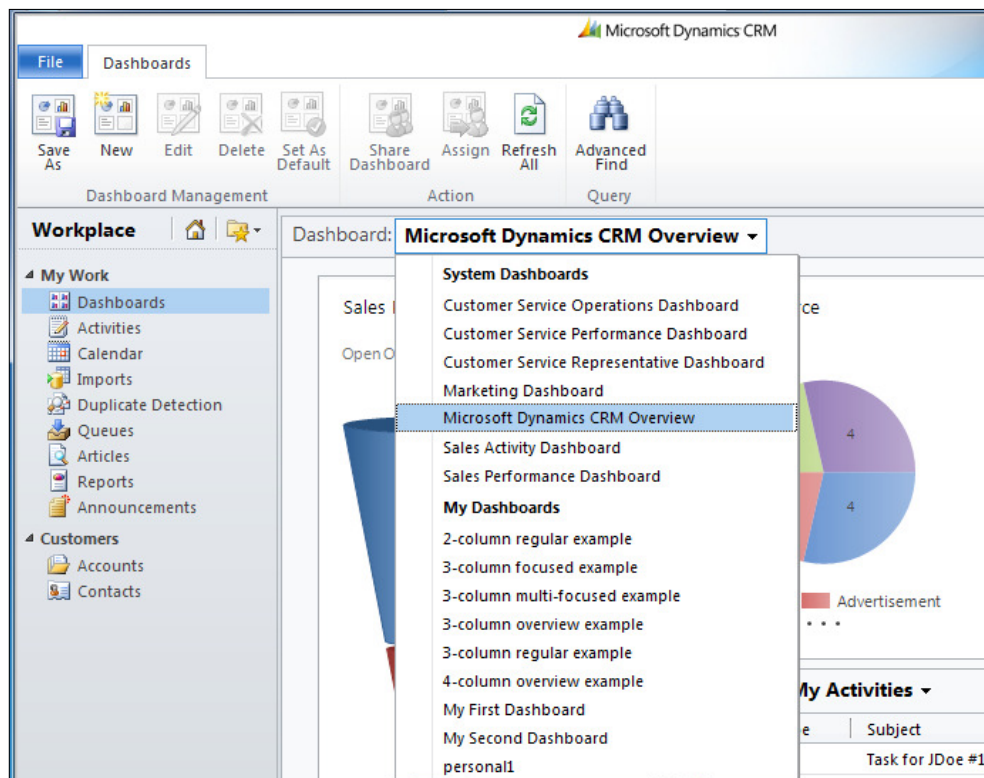 Microsoft Dynamics CRM
File Dashboards
Save As New Edit Delete Set As Default Share Dashboard Assign Refresh All Advanced Find
Dashboard Management Action Query
Workplace
Dashboard: Microsoft Dynamics CRM Overview
My Work
Dashboards
Activities
Calendar
Imports
Duplicate Detection
Queues
Articles
Reports
Announcements
Customers
Accounts
Contacts
System Dashboards
Customer Service Operations Dashboard
Customer Service Performance Dashboard
Customer Service Representative Dashboard
Marketing Dashboard
Microsoft Dynamics CRM Overview
Sales Activity Dashboard
Sales Performance Dashboard
My Dashboards
2-column regular example
3-column focused example
3-column multi-focused example
3-column overview example
3-column regular example
4-column overview example
My First Dashboard
My Second Dashboard
personal1
Sales
Open
4
4
Advertisement
My Activities
Subject
Task for JDoe #1